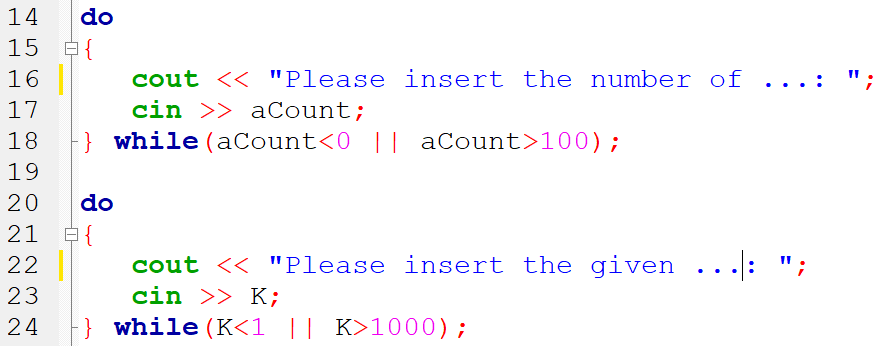 14 do
15 {
16 cout << "Please insert the number of ...: ";
17 cin >> aCount;
18 } while(aCount<0 || aCount>100);
19
20 do
21 {
22 cout << "Please insert the given ...: ";
23 cin >> K;
24 } while(K<1 || K>1000);